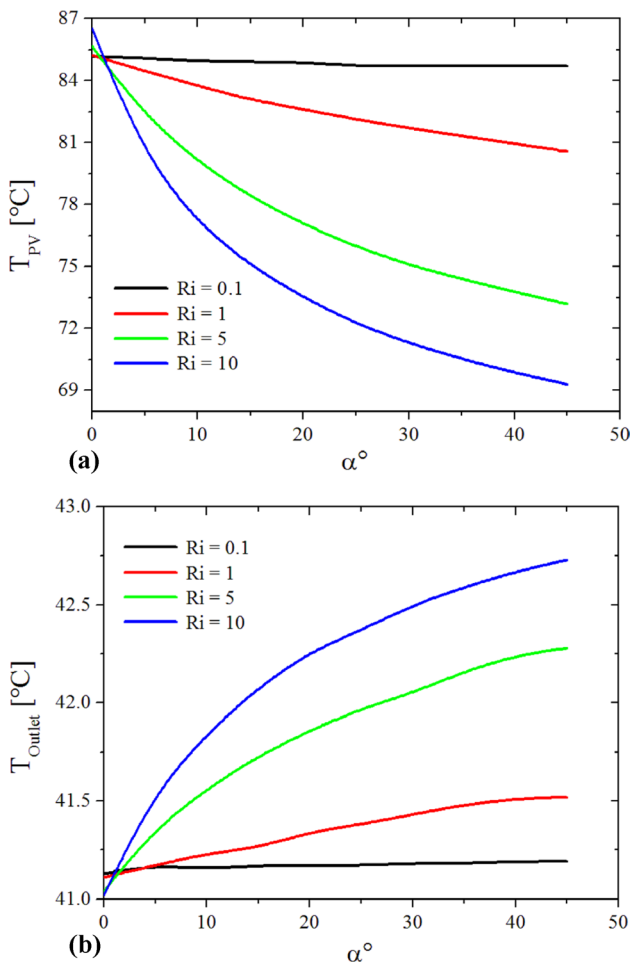 87
84
81
78
75
72
69
T_PV [°C]
Ri = 0.1
Ri = 1
Ri = 5
Ri = 10
0 10 20 30 40 50
(a)
α°
43.0
42.5
42.0
41.5
41.0
T_Outlet [°C]
Ri = 0.1
Ri = 1
Ri = 5
Ri = 10
0 10 20 30 40 50
(b)
α°